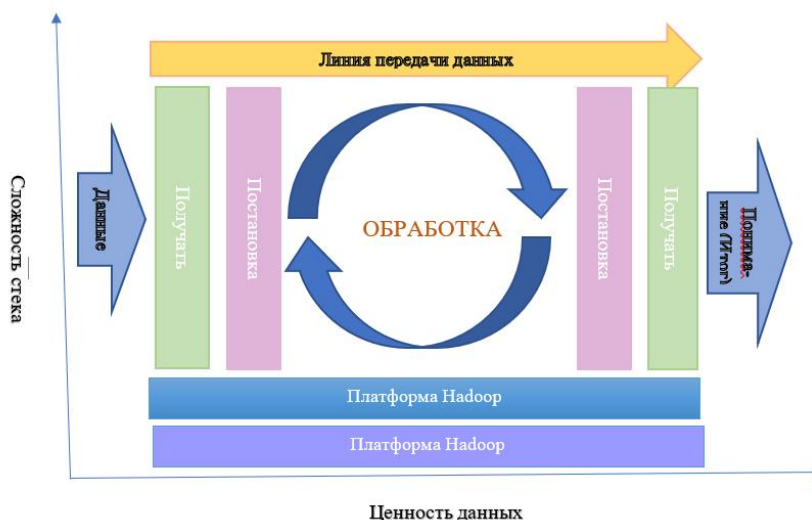 Линия передачи данных
Сложность стека
Данные
Получать
Постановка
ОБРАБОТКА
Постановка
Получать
Понима-
ние (Итог)
Платформа Hadoop
Платформа Hadoop
Ценность данных